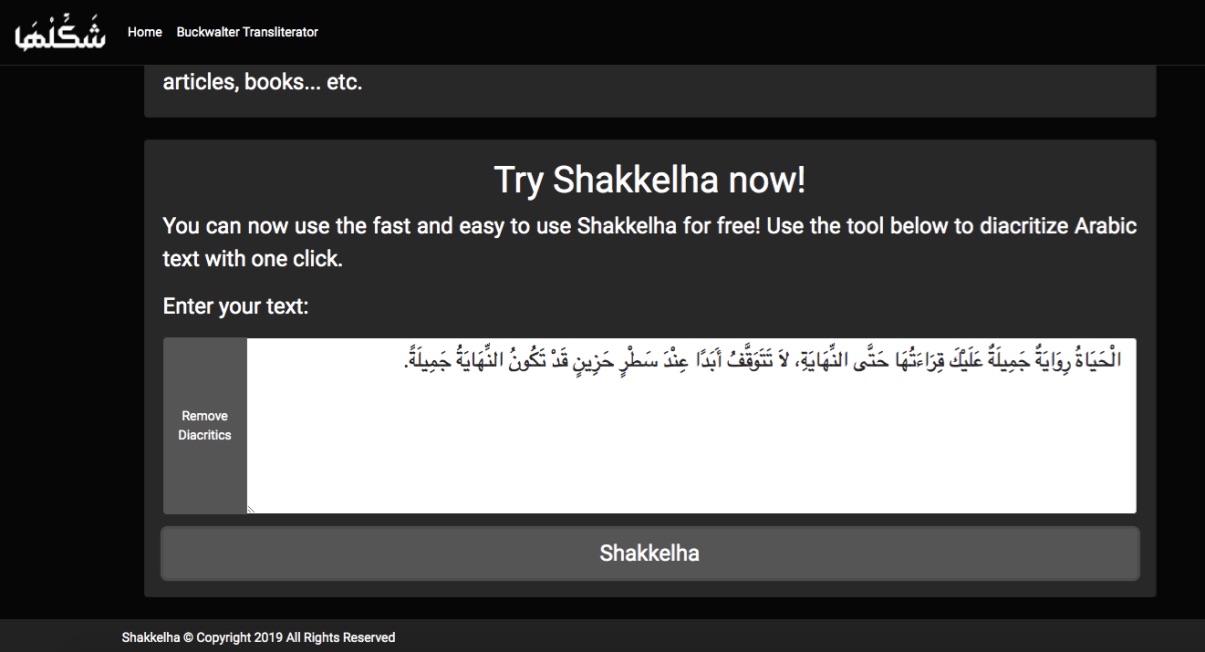 شَكِّلْهَا
Home
Buckwalter Transliterator
articles, books... etc.
Try Shakkelha now!
You can now use the fast and easy to use Shakkelha for free! Use the tool below to diacritize Arabic
text with one click.
Enter your text:
الْحَيَاةُ رِوَايَةٌ جَمِيلَةٌ عَلَيْكَ قِرَاءَتُهَا حَتَّى النِّهَايَةِ، لاَ تَتَوَقَّفُ أَبَدًا عِنْدَ سَطْرٍ حَزِينٍ قَدْ تَكُونُ النِّهَايَةُ جَمِيلَةً.
Remove
Diacritics
Shakkelha
Shakkelha © Copyright 2019 All Rights Reserved